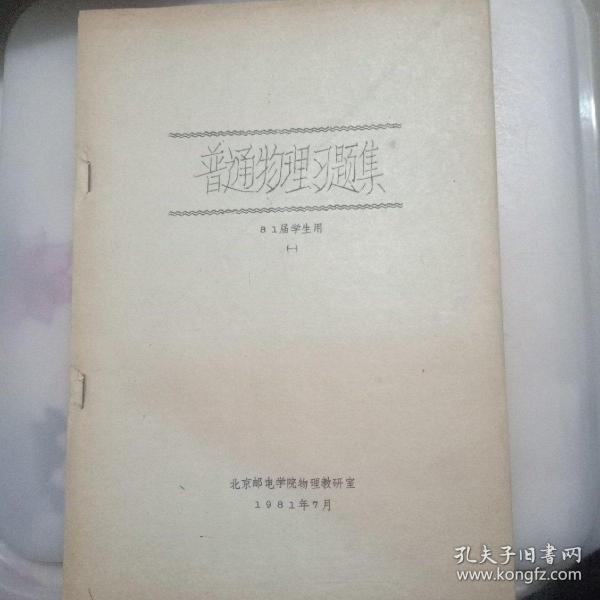 普通物理习题集
81届学生用
(一)
北京邮电学院物理教研室
1981年7月
孔夫子旧书网
www.kongfz.com